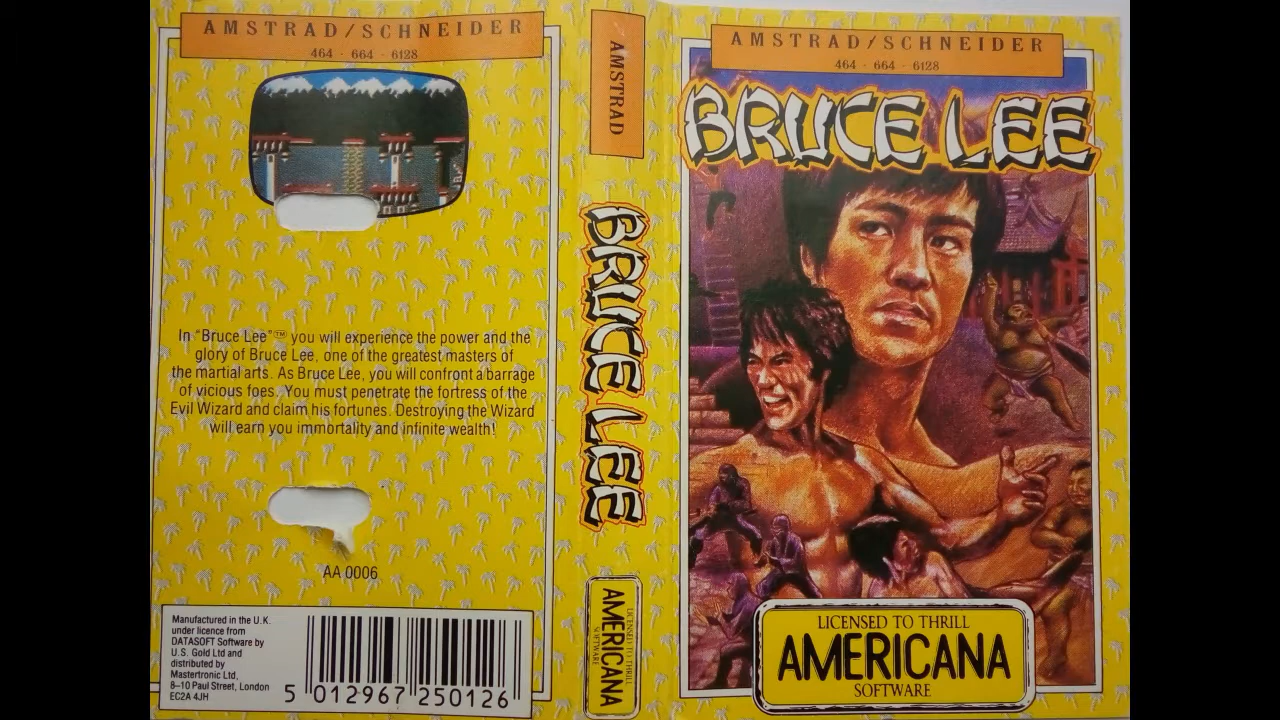 AMSTRAD/SCHNEIDER
464 · 664 · 6128
In "Bruce Lee"™ you will experience the power and the
glory of Bruce Lee, one of the greatest masters of
the martial arts. As Bruce Lee, you will confront a barrage
of vicious foes. You must penetrate the fortress of the
Evil Wizard and claim his fortunes. Destroying the Wizard
will earn you immortality and infinite wealth!
AA 0006
Manufactured in the U.K.
under licence from
DATASOFT Software by
U.S. Gold Ltd and
distributed by
Mastertronic Ltd,
8–10 Paul Street, London
EC2A 4JH
5 012967 250126
AMSTRAD
BRUCE LEE
LICENSED TO THRILL
AMERICANA
SOFTWARE
AMSTRAD/SCHNEIDER
464 · 664 · 6128
BRUCE LEE
LICENSED TO THRILL
AMERICANA
SOFTWARE